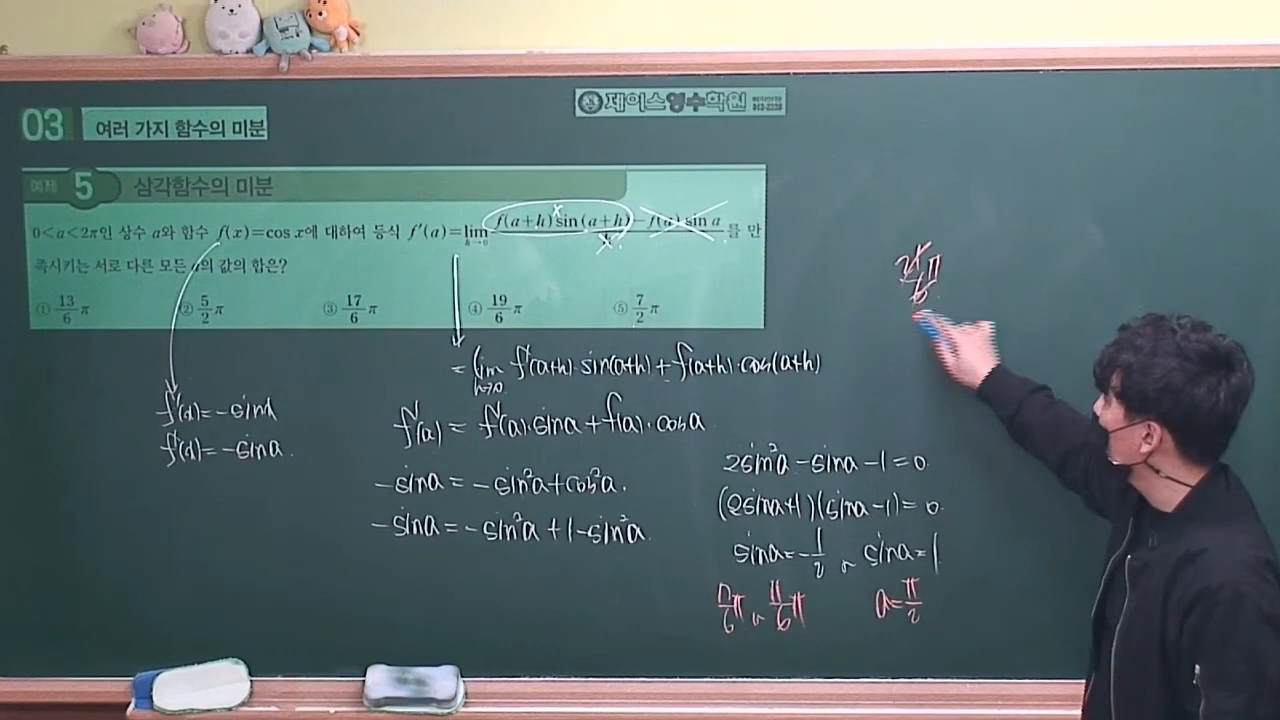 제이스영수학원
03 여러 가지 함수의 미분
예제 5 삼각함수의 미분
0<a<2π인 상수 a와 함수 f(x)=cos x에 대하여 등식 f'(a)=lim h→0 (f(a+h) sin (a+h) − f(a) sin a)/h 를 만
족시키는 서로 다른 모든 a의 값의 합은?
① 13/6 π ② 5/2 π ③ 17/6 π ④ 19/6 π ⑤ 7/2 π
= lim h→0 f'(a+h)·sin(a+h)+f(a+h)·cos(a+h)
f'(a) = f'(a)·sina+f(a)·cosa
-sina = -sin²a+cos²a.
-sina = -sin²a+1-sin²a.
f'(x)=-sinx
f'(a)=-sina.
2sin²a-sina-1=0.
(2sina+1)(sina-1)=0.
sina=-1/2, sina=1
7/6π, 11/6π a=π/2
21/6π